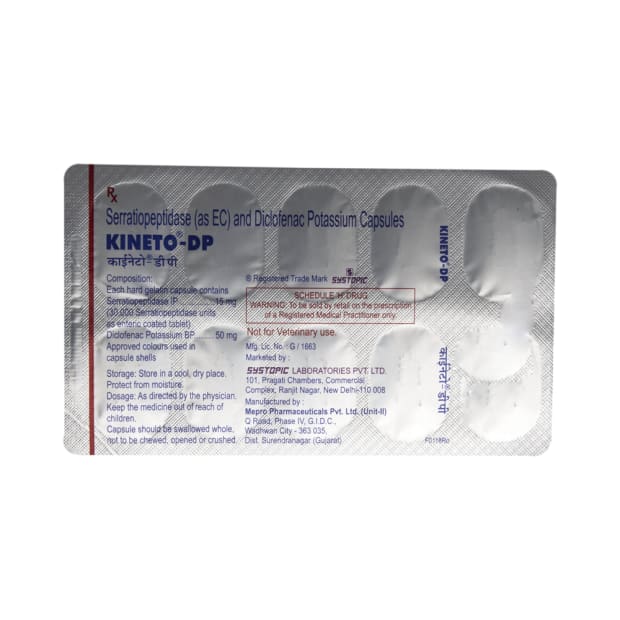 Rx
Serratiopeptidase (as EC) and Diclofenac Potassium Capsules
KINETO®-DP
काईनेटो® डी पी
Composition:
Each hard gelatin capsule contains
Serratiopeptidase IP ........ 15 mg
(30,000 Serratiopeptidase units
as enteric coated tablet)
Diclofenac Potassium BP .... 50 mg
Approved colours used in
capsule shells
Storage: Store in a cool, dry place.
Protect from moisture.
Dosage: As directed by the physician.
Keep the medicine out of reach of
children.
Capsule should be swallowed whole,
not to be chewed, opened or crushed.
® Registered Trade Mark SYSTOPIC
SCHEDULE 'H' DRUG
WARNING: To be sold by retail on the prescription
of a Registered Medical Practitioner only.
Not for Veterinary use.
Mfg. Lic. No.: G / 1663
Marketed by :
SYSTOPIC LABORATORIES PVT. LTD.
101, Pragati Chambers, Commercial
Complex, Ranjit Nagar, New Delhi-110 008
Manufactured by :
Mepro Pharmaceuticals Pvt. Ltd. (Unit-II)
Q Road, Phase IV, G.I.D.C.,
Wadhwan City - 363 035,
Dist. Surendranagar (Gujarat)
KINETO®-DP
काईनेटो® डी पी